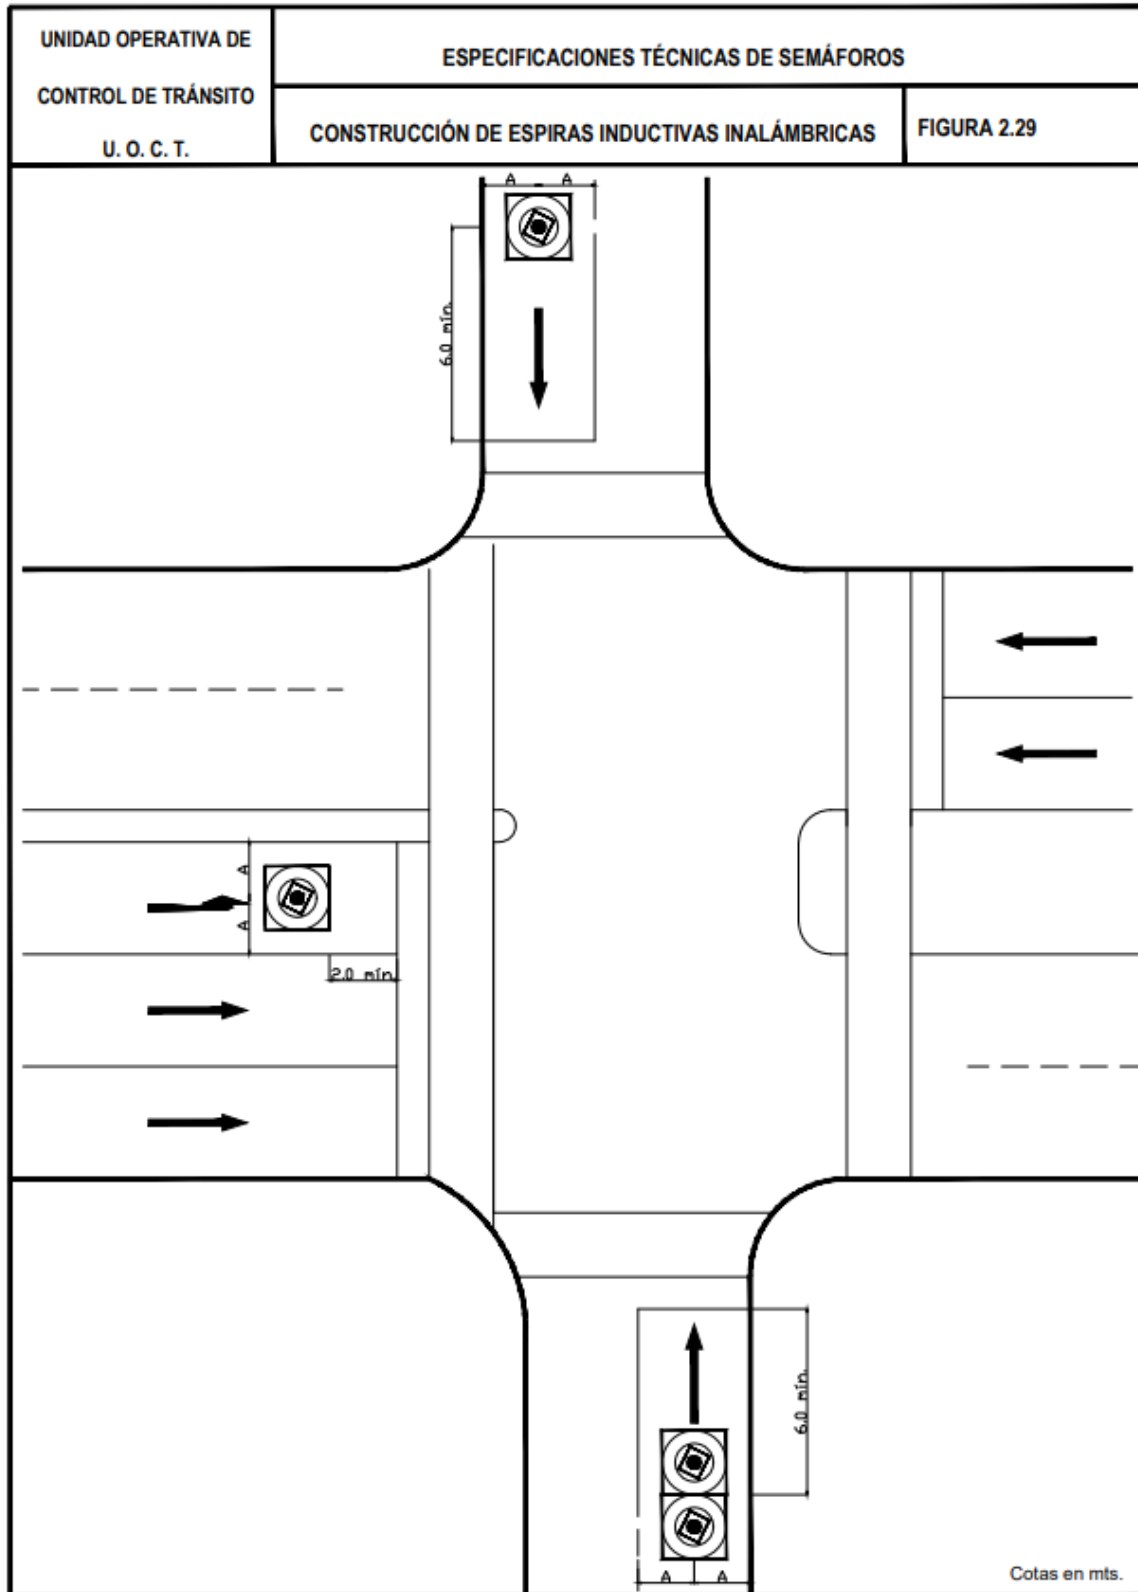 UNIDAD OPERATIVA DE
CONTROL DE TRÁNSITO
U. O. C. T.
ESPECIFICACIONES TÉCNICAS DE SEMÁFOROS
CONSTRUCCIÓN DE ESPIRAS INDUCTIVAS INALÁMBRICAS
FIGURA 2.29
A A
6.0 mín.
A
A
2.0 mín.
6.0 mín.
A A
Cotas en mts.